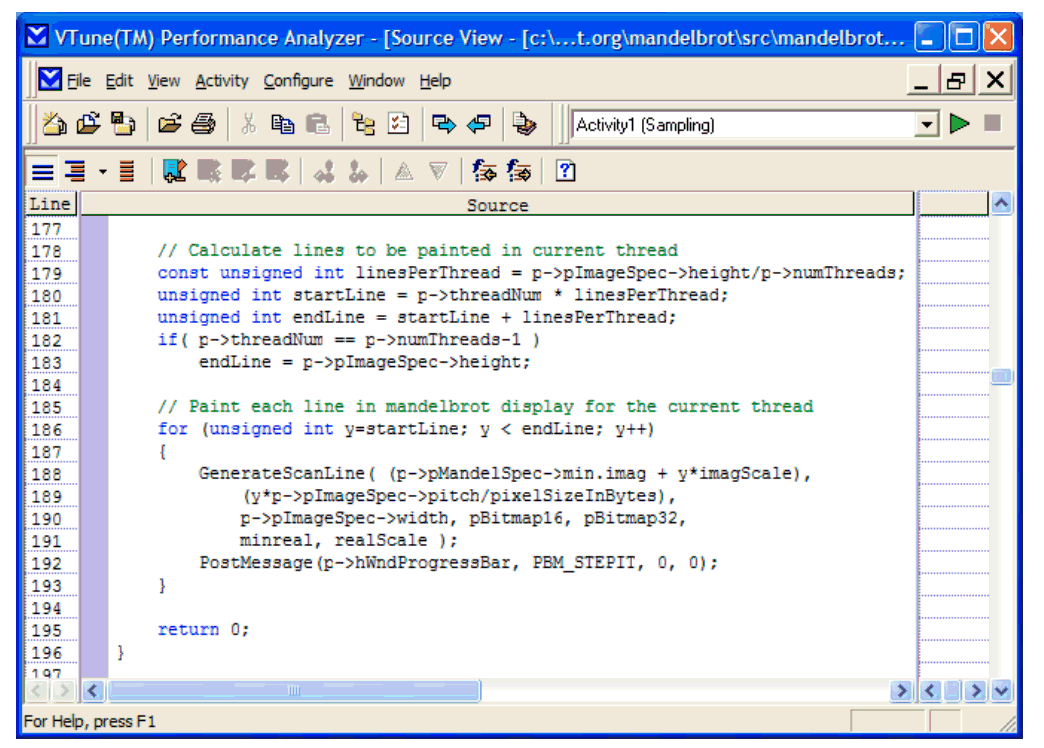 VTune(TM) Performance Analyzer - [Source View - [c:\...t.org\mandelbrot\src\mandelbrot...
File Edit View Activity Configure Window Help
Activity1 (Sampling)
Line Source
177
178 // Calculate lines to be painted in current thread
179 const unsigned int linesPerThread = p->pImageSpec->height/p->numThreads;
180 unsigned int startLine = p->threadNum * linesPerThread;
181 unsigned int endLine = startLine + linesPerThread;
182 if( p->threadNum == p->numThreads-1 )
183 endLine = p->pImageSpec->height;
184
185 // Paint each line in mandelbrot display for the current thread
186 for (unsigned int y=startLine; y < endLine; y++)
187 {
188 GenerateScanLine( (p->pMandelSpec->min.imag + y*imagScale),
189 (y*p->pImageSpec->pitch/pixelSizeInBytes),
190 p->pImageSpec->width, pBitmap16, pBitmap32,
191 minreal, realScale );
192 PostMessage(p->hWndProgressBar, PBM_STEPIT, 0, 0);
193 }
194
195 return 0;
196 }
197
For Help, press F1